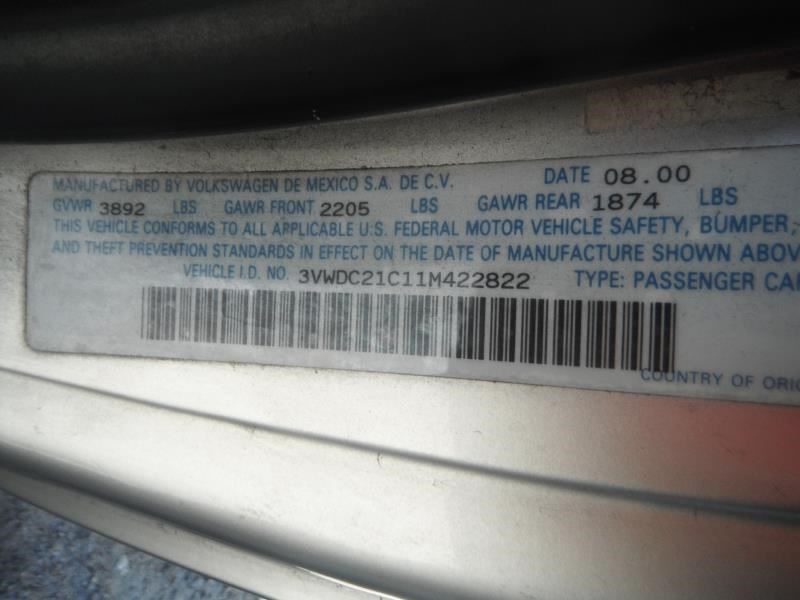 MANUFACTURED BY VOLKSWAGEN DE MEXICO S.A. DE C.V. DATE 08.00
GVWR 3892 LBS GAWR FRONT 2205 LBS GAWR REAR 1874 LBS
THIS VEHICLE CONFORMS TO ALL APPLICABLE U.S. FEDERAL MOTOR VEHICLE SAFETY, BUMPER,
AND THEFT PREVENTION STANDARDS IN EFFECT ON THE DATE OF MANUFACTURE SHOWN ABOV
VEHICLE I.D. NO. 3VWDC21C11M422822 TYPE: PASSENGER CA
COUNTRY OF ORI